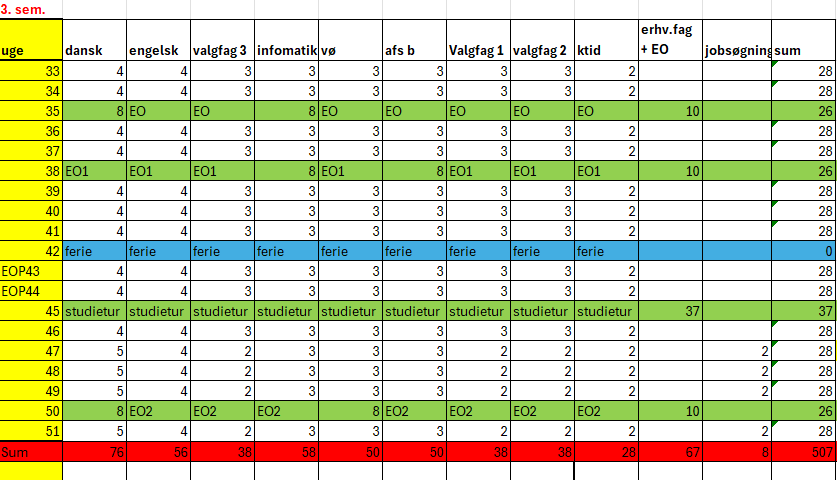 3. sem.
uge dansk engelsk valgfag 3 infomatik vø afs b Valgfag 1 valgfag 2 ktid erhv.fag + EO jobsøgning sum
33 4 4 3 3 3 3 3 3 2 28
34 4 4 3 3 3 3 3 3 2 28
35 8 EO EO 8 EO EO EO EO EO 10 26
36 4 4 3 3 3 3 3 3 2 28
37 4 4 3 3 3 3 3 3 2 28
38 EO1 EO1 EO1 8 EO1 8 EO1 EO1 EO1 10 26
39 4 4 3 3 3 3 3 3 2 28
40 4 4 3 3 3 3 3 3 2 28
41 4 4 3 3 3 3 3 3 2 28
42 ferie ferie ferie ferie ferie ferie ferie ferie ferie 0
EOP43 4 4 3 3 3 3 3 3 2 28
EOP44 4 4 3 3 3 3 3 3 2 28
45 studietur studietur studietur studietur studietur studietur studietur studietur studietur 37 37
46 4 4 3 3 3 3 3 3 2 28
47 5 4 2 3 3 3 2 2 2 2 28
48 5 4 2 3 3 3 2 2 2 2 28
49 5 4 2 3 3 3 2 2 2 2 28
50 8 EO2 EO2 EO2 8 EO2 EO2 EO2 EO2 10 26
51 5 4 2 3 3 3 2 2 2 2 28
Sum 76 56 38 58 50 50 38 38 28 67 8 507